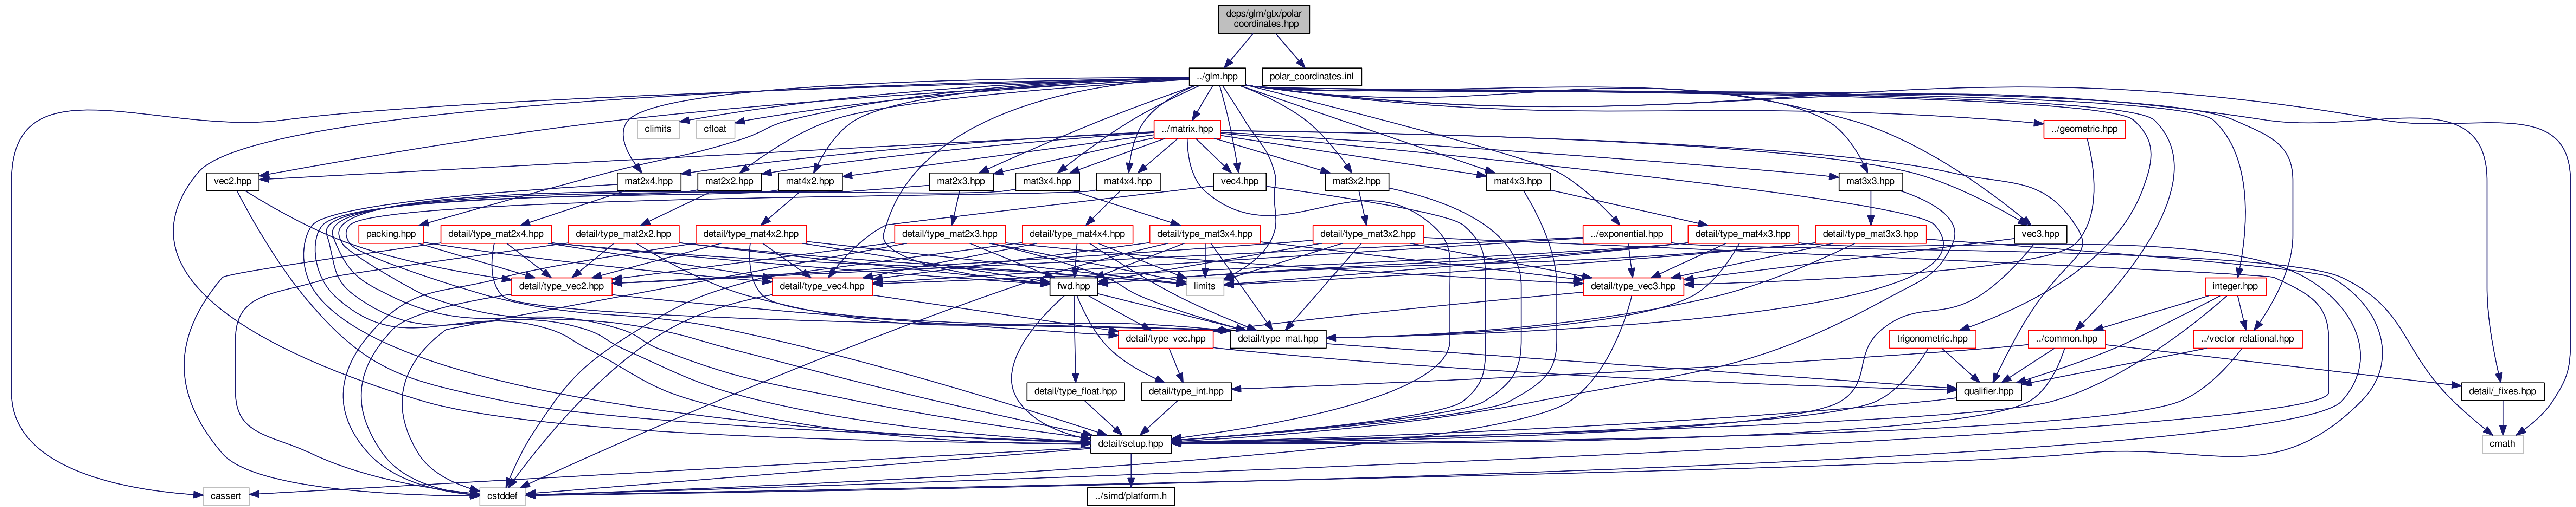 deps/glm/gtx/polar
_coordinates.hpp
../glm.hpp
polar_coordinates.inl
climits
cfloat
../matrix.hpp
../geometric.hpp
vec2.hpp
mat2x4.hpp
mat2x2.hpp
mat4x2.hpp
mat2x3.hpp
mat3x4.hpp
mat4x4.hpp
vec4.hpp
mat3x2.hpp
mat4x3.hpp
mat3x3.hpp
packing.hpp
detail/type_mat2x4.hpp
detail/type_mat2x2.hpp
detail/type_mat4x2.hpp
detail/type_mat2x3.hpp
detail/type_mat4x4.hpp
detail/type_mat3x4.hpp
detail/type_mat3x2.hpp
../exponential.hpp
detail/type_mat4x3.hpp
detail/type_mat3x3.hpp
vec3.hpp
detail/type_vec2.hpp
detail/type_vec4.hpp
fwd.hpp
limits
detail/type_vec3.hpp
integer.hpp
detail/type_vec.hpp
detail/type_mat.hpp
trigonometric.hpp
../common.hpp
../vector_relational.hpp
detail/type_float.hpp
detail/type_int.hpp
qualifier.hpp
detail/_fixes.hpp
detail/setup.hpp
cmath
cassert
cstddef
../simd/platform.h